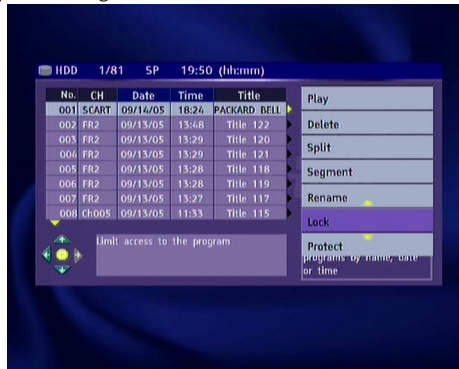 HDD 1/81 SP 19:50 (hh:mm)
No. CH Date Time Title
001 SCART 09/14/05 18:24 PACKARD BELL
002 FR2 09/13/05 13:48 Title 122
003 FR2 09/13/05 13:29 Title 120
004 FR2 09/13/05 13:29 Title 121
005 FR2 09/13/05 13:28 Title 118
006 FR2 09/13/05 13:28 Title 119
007 FR2 09/13/05 13:27 Title 117
008 Ch005 09/13/05 11:33 Title 115
Limit access to the program
Play
Delete
Split
Segment
Rename
Lock
Protect
programs by name, date
or time